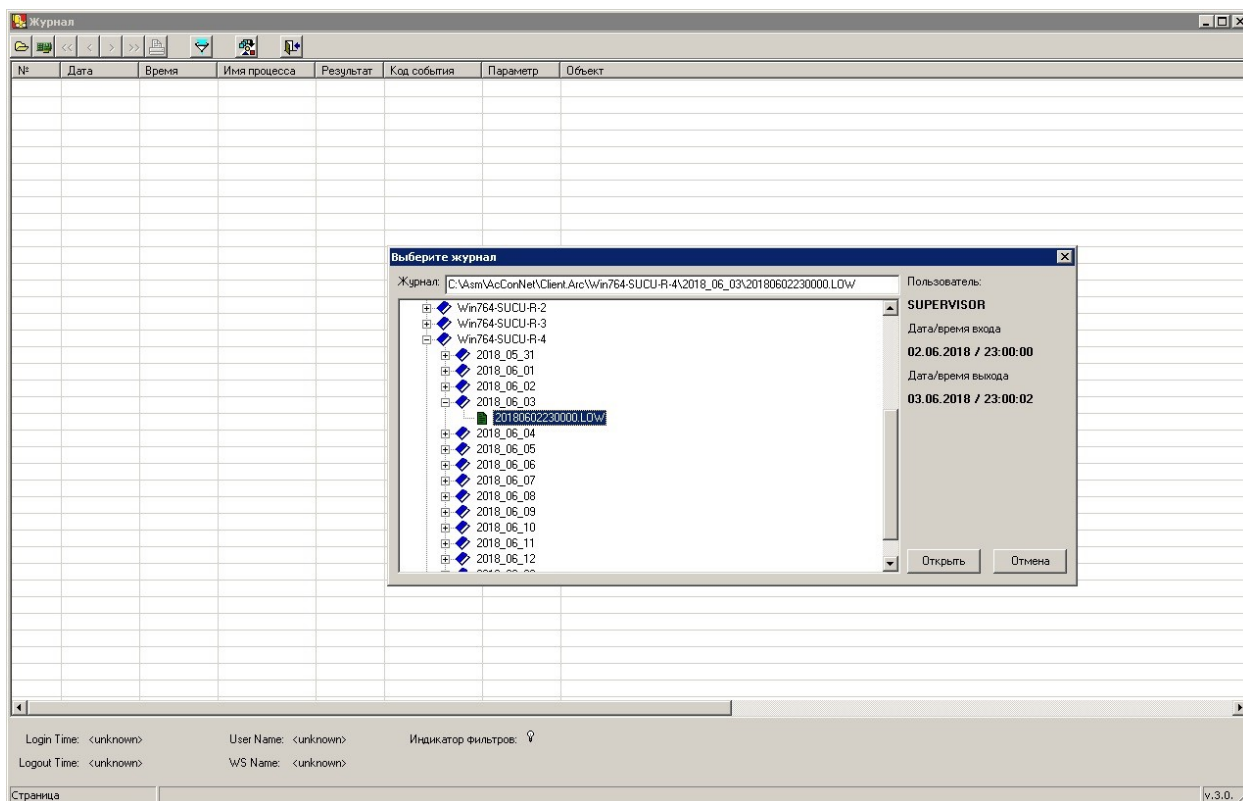 Журнал
№ Дата Время Имя процесса Результат Код события Параметр Объект
Выберите журнал
Журнал: C:\Asm\AcConNet\Client.Arc\Win764-SUCU-R-4\2018_06_03\20180602230000.LOW
Пользователь:
SUPERVISOR
Дата/время входа
02.06.2018 / 23:00:00
Дата/время выхода
03.06.2018 / 23:00:02
Win764-SUCU-R-2
Win764-SUCU-R-3
Win764-SUCU-R-4
2018_05_31
2018_06_01
2018_06_02
2018_06_03
20180602230000.LOW
2018_06_04
2018_06_05
2018_06_06
2018_06_07
2018_06_08
2018_06_09
2018_06_10
2018_06_11
2018_06_12
Открыть Отмена
Login Time: <unknown> User Name: <unknown> Индикатор фильтров:
Logout Time: <unknown> WS Name: <unknown>
Страница v.3.0.